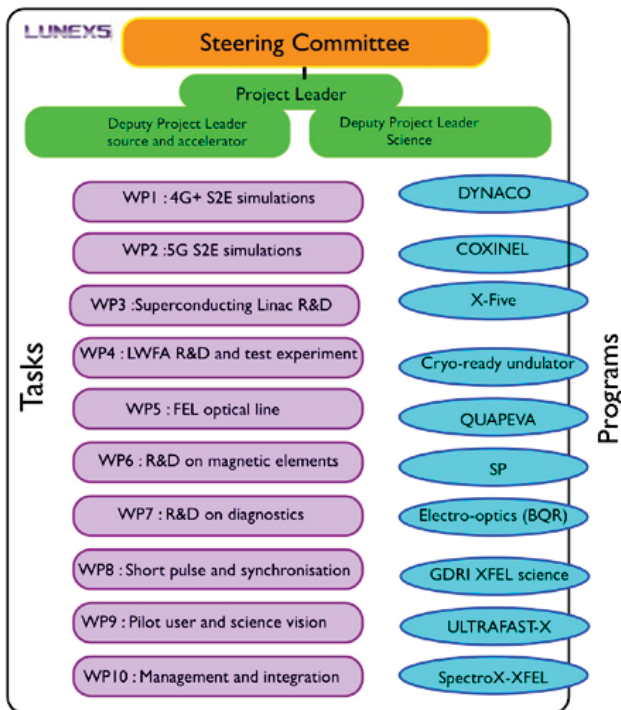 LUNEX5
Steering Committee
Project Leader
Deputy Project Leader
source and accelerator
Deputy Project Leader
Science
Tasks
WP1 : 4G+ S2E simulations
WP2 : 5G S2E simulations
WP3 :Superconducting Linac R&D
WP4 : LWFA R&D and test experiment
WP5 : FEL optical line
WP6 : R&D on magnetic elements
WP7 : R&D on diagnostics
WP8 : Short pulse and synchronisation
WP9 : Pilot user and science vision
WP10 : Management and integration
DYNACO
COXINEL
X-Five
Cryo-ready undulator
QUAPEVA
SP
Electro-optics (BQR)
GDRI XFEL science
ULTRAFAST-X
SpectroX-XFEL
Programs